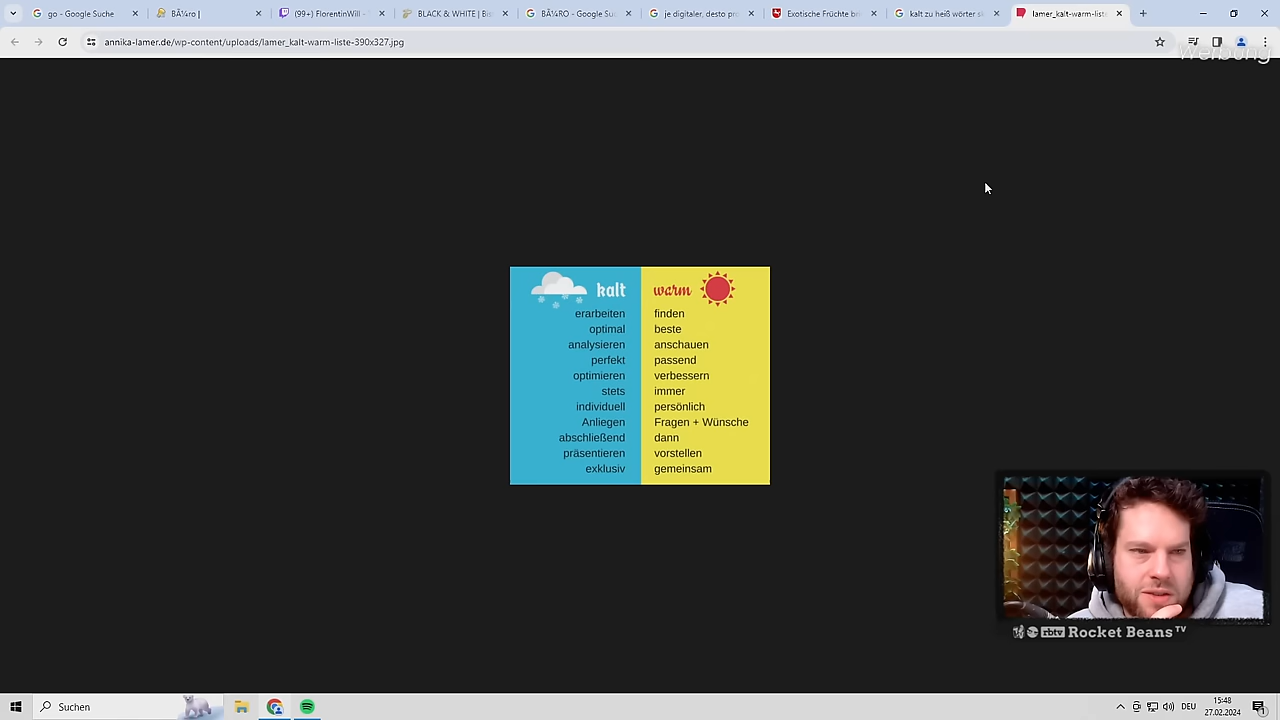 go - Google Suche
BÃ¼ro |
(99+) FlorentinWill -
BLACK & WHITE | Bi
BÃ¼RO - Google Su
je digitaler, desto pr
Exotische Früchte be
kalt zu heiß wörter s
lamer_kalt-warm-liste
annika-lamer.de/wp-content/uploads/lamer_kalt-warm-liste-390x327.jpg
Werbung
kalt warm
erarbeiten finden
optimal beste
analysieren anschauen
perfekt passend
optimieren verbessern
stets immer
individuell persönlich
Anliegen Fragen + Wünsche
abschließend dann
präsentieren vorstellen
exklusiv gemeinsam
rbtv Rocket Beans TV
Suchen
DEU
15:48
27.02.2024